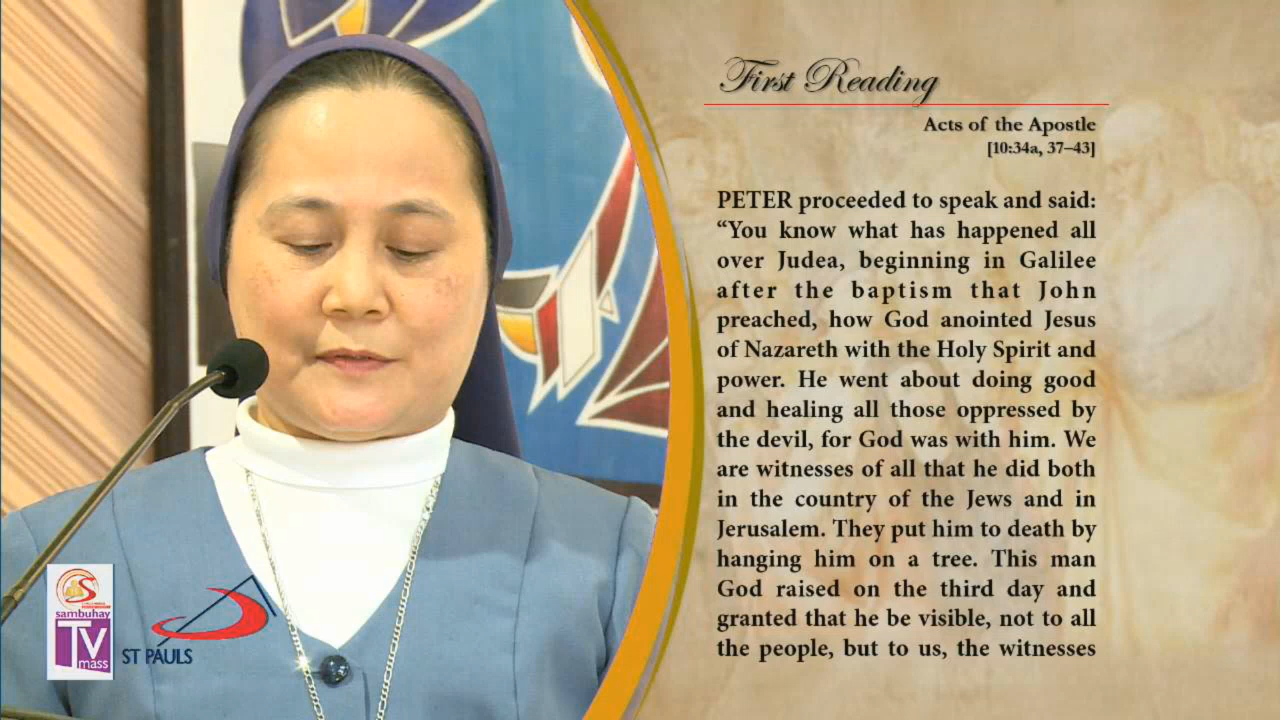 First Reading
Acts of the Apostle
[10:34a, 37–43]
PETER proceeded to speak and said:
“You know what has happened all
over Judea, beginning in Galilee
after the baptism that John
preached, how God anointed Jesus
of Nazareth with the Holy Spirit and
power. He went about doing good
and healing all those oppressed by
the devil, for God was with him. We
are witnesses of all that he did both
in the country of the Jews and in
Jerusalem. They put him to death by
hanging him on a tree. This man
God raised on the third day and
granted that he be visible, not to all
the people, but to us, the witnesses
sambuhay
TV
mass
ST PAULS